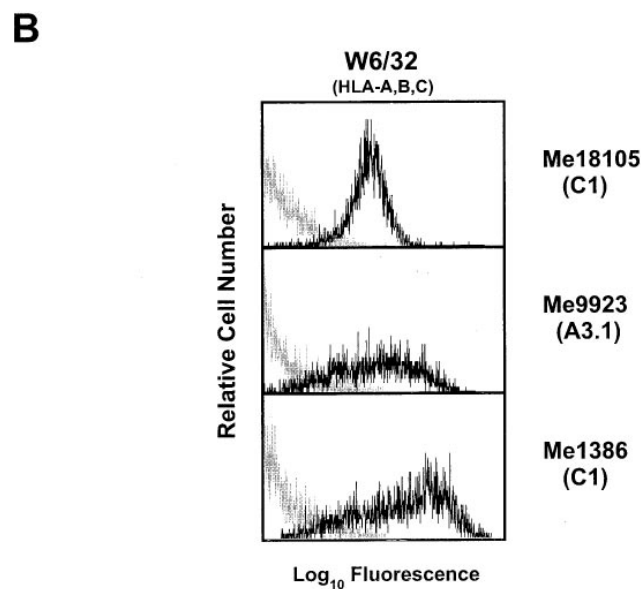 B
W6/32
(HLA-A,B,C)
Relative Cell Number
Me18105
(C1)
Me9923
(A3.1)
Me1386
(C1)
Log10 Fluorescence